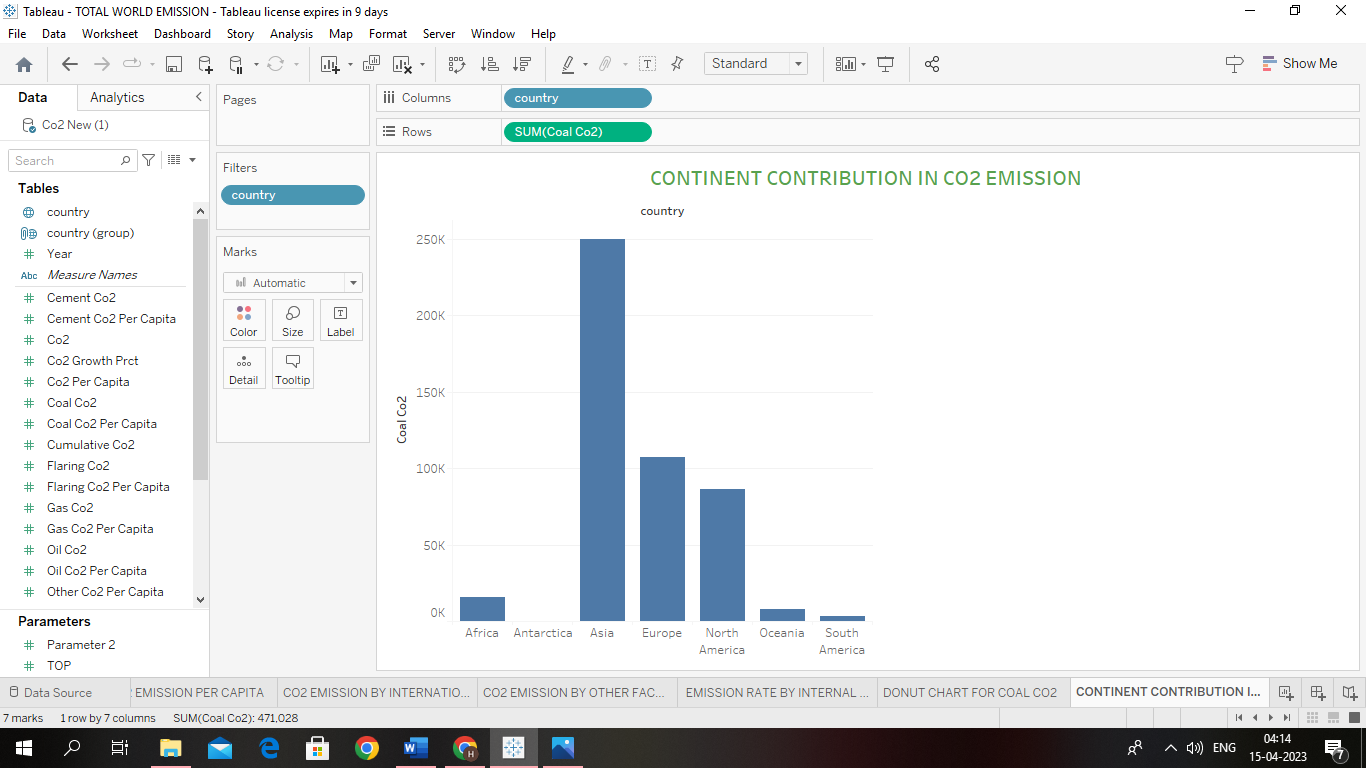 Tableau - TOTAL WORLD EMISSION - Tableau license expires in 9 days
File Data Worksheet Dashboard Story Analysis Map Format Server Window Help
Standard
Show Me
Data Analytics
Co2 New (1)
Search
Tables
country
country (group)
Year
Abc Measure Names
Cement Co2
Cement Co2 Per Capita
Co2
Co2 Growth Prct
Co2 Per Capita
Coal Co2
Coal Co2 Per Capita
Cumulative Co2
Flaring Co2
Flaring Co2 Per Capita
Gas Co2
Gas Co2 Per Capita
Oil Co2
Oil Co2 Per Capita
Other Co2 Per Capita
Parameters
Parameter 2
TOP
Pages
Filters
country
Marks
Automatic
Color Size Label
Detail Tooltip
Columns country
Rows SUM(Coal Co2)
CONTINENT CONTRIBUTION IN CO2 EMISSION
country
Coal Co2
250K
200K
150K
100K
50K
0K
Africa Antarctica Asia Europe North America Oceania South America
Data Source EMISSION PER CAPITA CO2 EMISSION BY INTERNATIO... CO2 EMISSION BY OTHER FAC... EMISSION RATE BY INTERNAL ... DONUT CHART FOR COAL CO2 CONTINENT CONTRIBUTION I...
7 marks 1 row by 7 columns SUM(Coal Co2): 471,028
ENG
04:14
15-04-2023
7